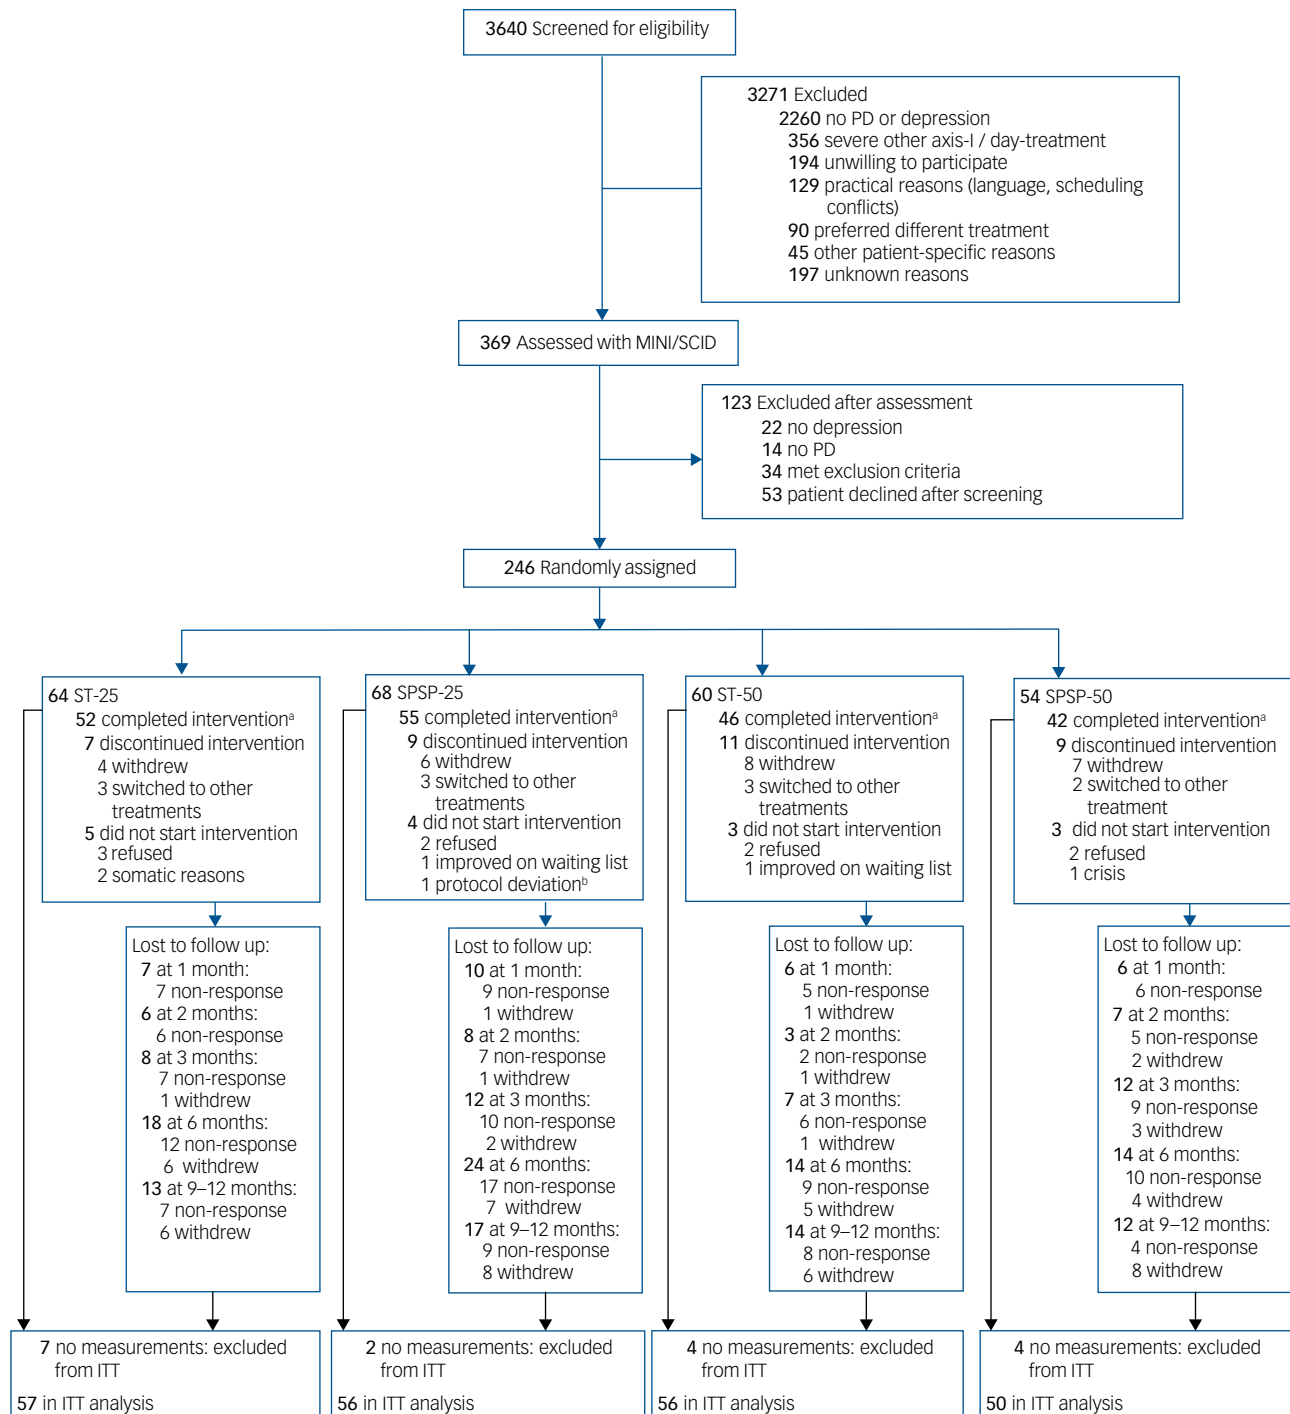 3640 Screened for eligibility
3271 Excluded
2260 no PD or depression
356 severe other axis-I / day-treatment
194 unwilling to participate
129 practical reasons (language, scheduling
conflicts)
90 preferred different treatment
45 other patient-specific reasons
197 unknown reasons
369 Assessed with MINI/SCID
123 Excluded after assessment
22 no depression
14 no PD
34 met exclusion criteria
53 patient declined after screening
246 Randomly assigned
64 ST-25
52 completed interventionᵃ
7 discontinued intervention
4 withdrew
3 switched to other
treatments
5 did not start intervention
3 refused
2 somatic reasons
68 SPSP-25
55 completed interventionᵃ
9 discontinued intervention
6 withdrew
3 switched to other
treatments
4 did not start intervention
2 refused
1 improved on waiting list
1 protocol deviationᵇ
60 ST-50
46 completed interventionᵃ
11 discontinued intervention
8 withdrew
3 switched to other
treatments
3 did not start intervention
2 refused
1 improved on waiting list
54 SPSP-50
42 completed interventionᵃ
9 discontinued intervention
7 withdrew
2 switched to other
treatment
3 did not start intervention
2 refused
1 crisis
Lost to follow up:
7 at 1 month:
7 non-response
6 at 2 months:
6 non-response
8 at 3 months:
7 non-response
1 withdrew
18 at 6 months:
12 non-response
6 withdrew
13 at 9–12 months:
7 non-response
6 withdrew
Lost to follow up:
10 at 1 month:
9 non-response
1 withdrew
8 at 2 months:
7 non-response
1 withdrew
12 at 3 months:
10 non-response
2 withdrew
24 at 6 months:
17 non-response
7 withdrew
17 at 9–12 months:
9 non-response
8 withdrew
Lost to follow up:
6 at 1 month:
5 non-response
1 withdrew
3 at 2 months:
2 non-response
1 withdrew
7 at 3 months:
6 non-response
1 withdrew
14 at 6 months:
9 non-response
5 withdrew
14 at 9–12 months:
8 non-response
6 withdrew
Lost to follow up:
6 at 1 month:
6 non-response
7 at 2 months:
5 non-response
2 withdrew
12 at 3 months:
9 non-response
3 withdrew
14 at 6 months:
10 non-response
4 withdrew
12 at 9–12 months:
4 non-response
8 withdrew
7 no measurements: excluded
from ITT
57 in ITT analysis
2 no measurements: excluded
from ITT
56 in ITT analysis
4 no measurements: excluded
from ITT
56 in ITT analysis
4 no measurements: excluded
from ITT
50 in ITT analysis